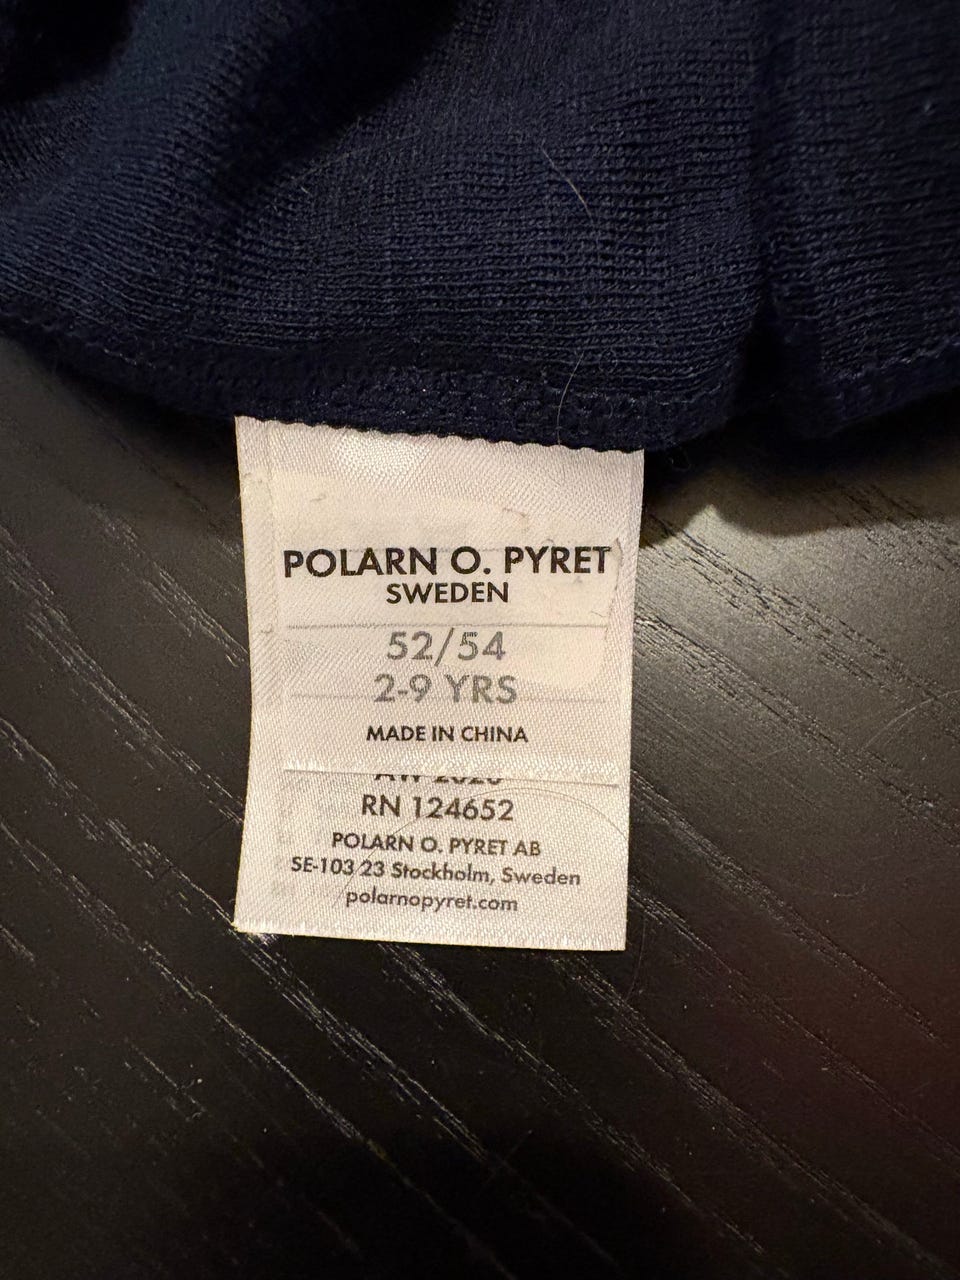 POLARN O. PYRET
SWEDEN
52/54
2-9 YRS
MADE IN CHINA
RN 124652
POLARN O. PYRET AB
SE-103 23 Stockholm, Sweden
polarnopyret.com